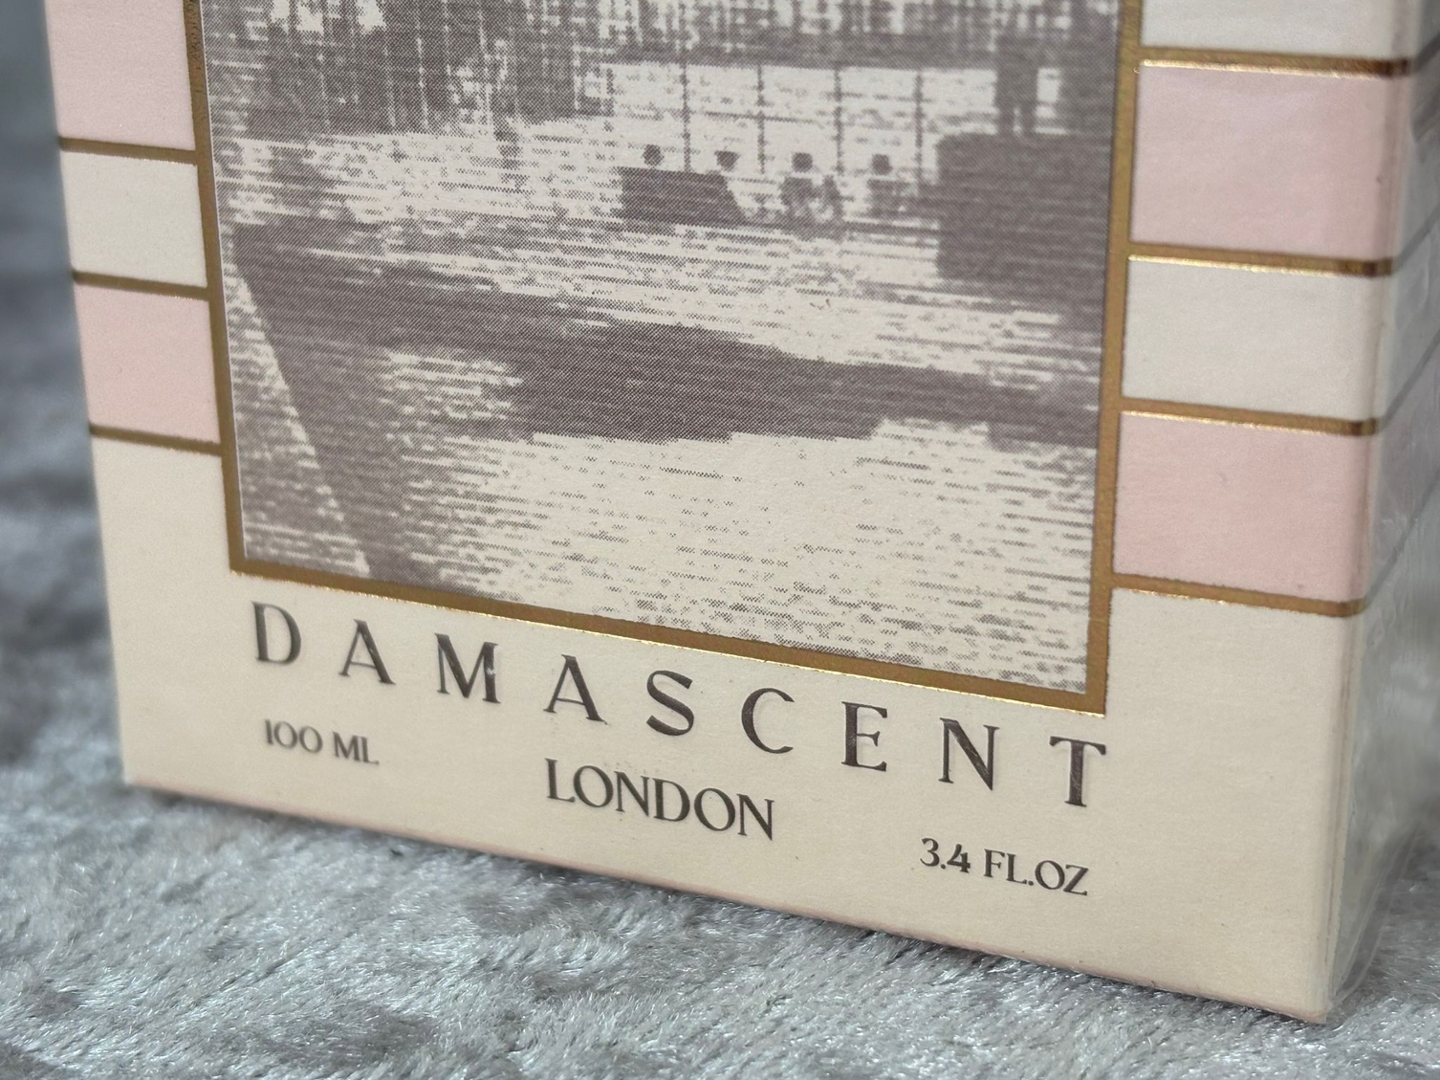 DAMASCENT
100 ML
LONDON
3.4 FL.OZ